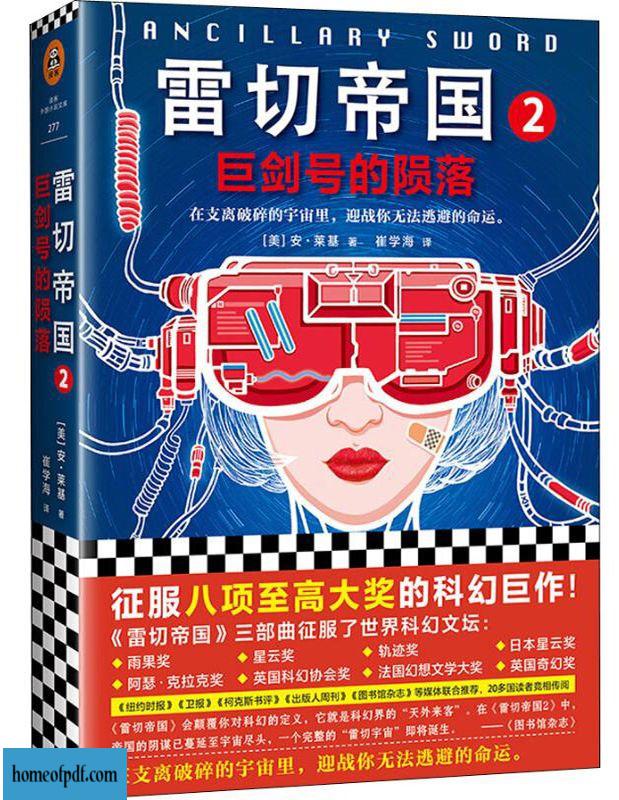 ANCILLARY SWORD
雷切帝国2
巨剑号的陨落
在支离破碎的宇宙里，迎战你无法逃避的命运。
［美］安·莱基 著 崔学海 译
征服八项至高大奖的科幻巨作！
《雷切帝国》三部曲征服了世界科幻文坛：
◆雨果奖 ◆星云奖 ◆轨迹奖 ◆日本星云奖
◆阿瑟·克拉克奖 ◆英国科幻协会奖 ◆法国幻想文学大奖 ◆英国奇幻奖
《纽约时报》《卫报》《柯克斯书评》《出版人周刊》《图书馆杂志》等媒体联合推荐，20多国读者竞相传阅
《雷切帝国》会颠覆你对科幻的定义，它就是科幻界的“天外来客”。在《雷切帝国2》中，
帝国的阴谋已蔓延至宇宙尽头，一个完整的“雷切宇宙”即将诞生。 ——《图书馆杂志》
在支离破碎的宇宙里，迎战你无法逃避的命运。
读客
外国小说文库
277
雷切帝国2
巨剑号的陨落
［美］安·莱基 著
崔学海 译
homeofpdf.com